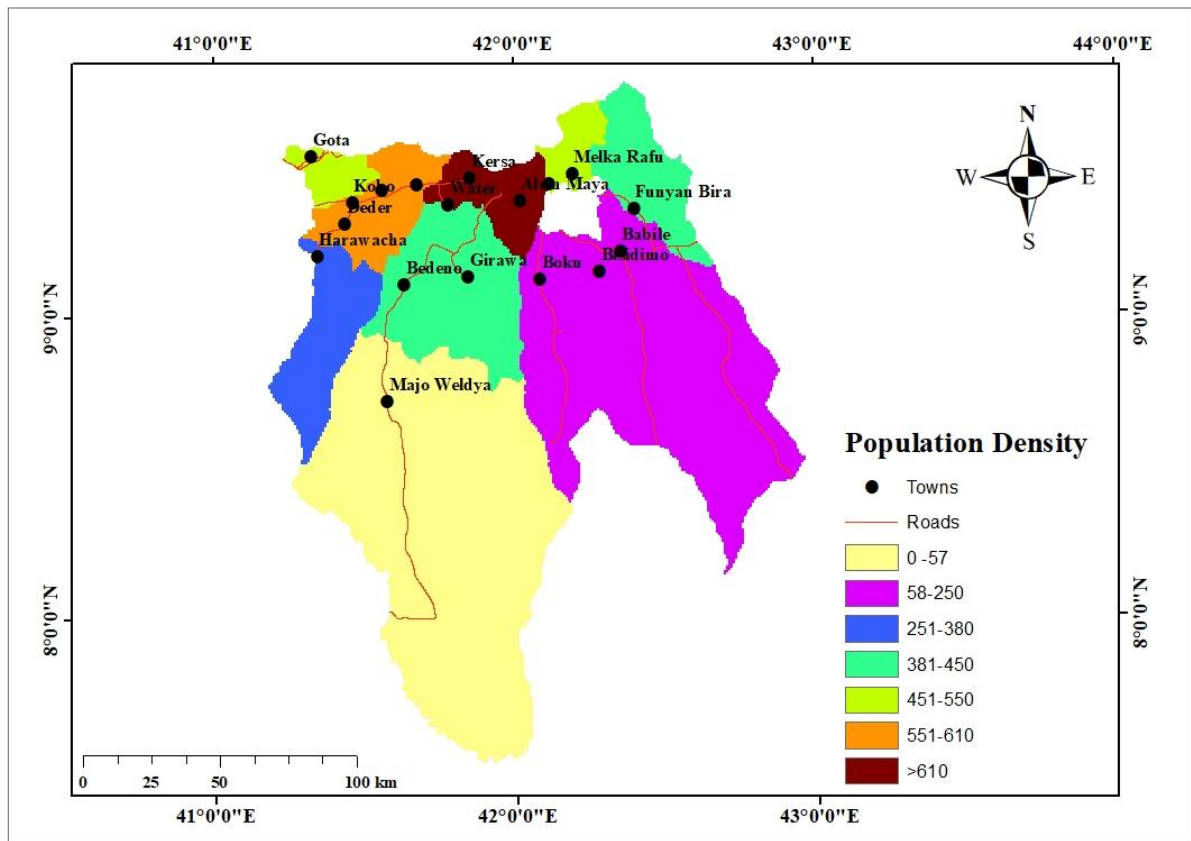 41°0'0"E 42°0'0"E 43°0'0"E 44°0'0"E
N
W E
S
Gota
Kersa
Melka Rafu
Kobo
Water
Maya
Funyan Bira
Deder
Harawacha
Babile
Bedeno
Girawa
Boku
9°0'0"N
9°0'0"N
Majo Weldya
Population Density
Towns
Roads
0 -57
58-250
251-380
381-450
451-550
551-610
>610
8°0'0"N
8°0'0"N
0 25 50 100 km
41°0'0"E 42°0'0"E 43°0'0"E